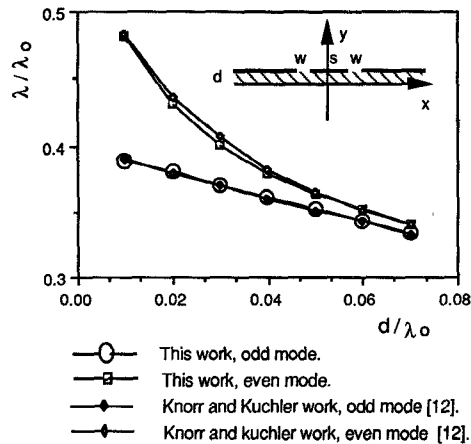 0.5
y
w s w
d
x
λ/λo
0.4
0.3
0.00 0.02 0.04 0.06 0.08
d/λo
This work, odd mode.
This work, even mode.
Knorr and Kuchler work, odd mode [12].
Knorr and kuchler work, even mode [12].